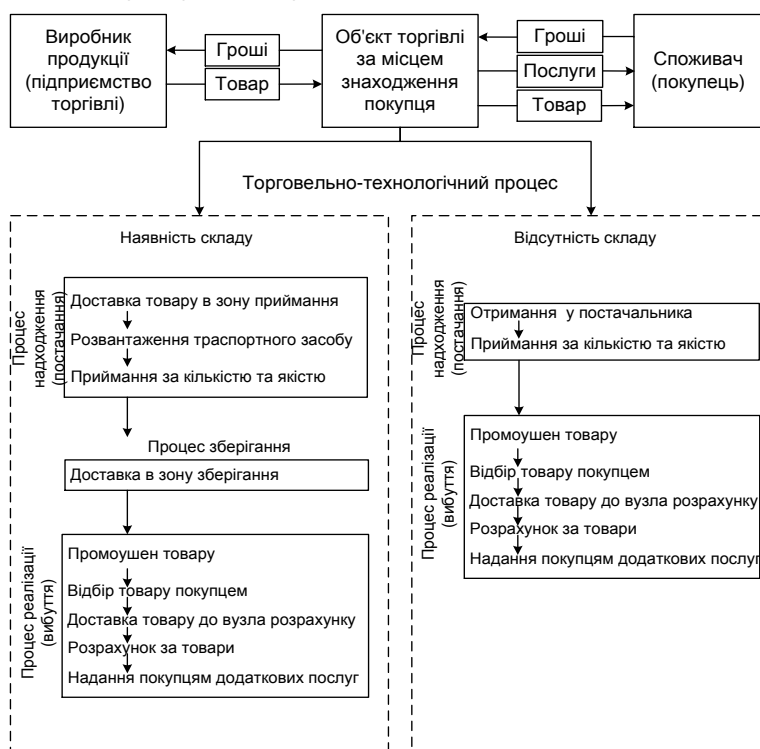 Виробник
продукції
(підприємство
торгівлі)
Гроші
Товар
Об'єкт торгівлі
за місцем
знаходження
покупця
Гроші
Послуги
Товар
Споживач
(покупець)
Торговельно-технологічний процес
Наявність складу
Процес
надходження
(постачання)
Доставка товару в зону приймання
Розвантаження траспортного засобу
Приймання за кількістю та якістю
Процес зберігання
Доставка в зону зберігання
Процес реалізації
(вибуття)
Промоушен товару
Відбір товару покупцем
Доставка товару до вузла розрахунку
Розрахунок за товари
Надання покупцям додаткових послуг
Відсутність складу
Процес
надходження
(постачання)
Отримання у постачальника
Приймання за кількістю та якістю
Процес реалізації
(вибуття)
Промоушен товару
Відбір товару покупцем
Доставка товару до вузла розрахунку
Розрахунок за товари
Надання покупцям додаткових послуг